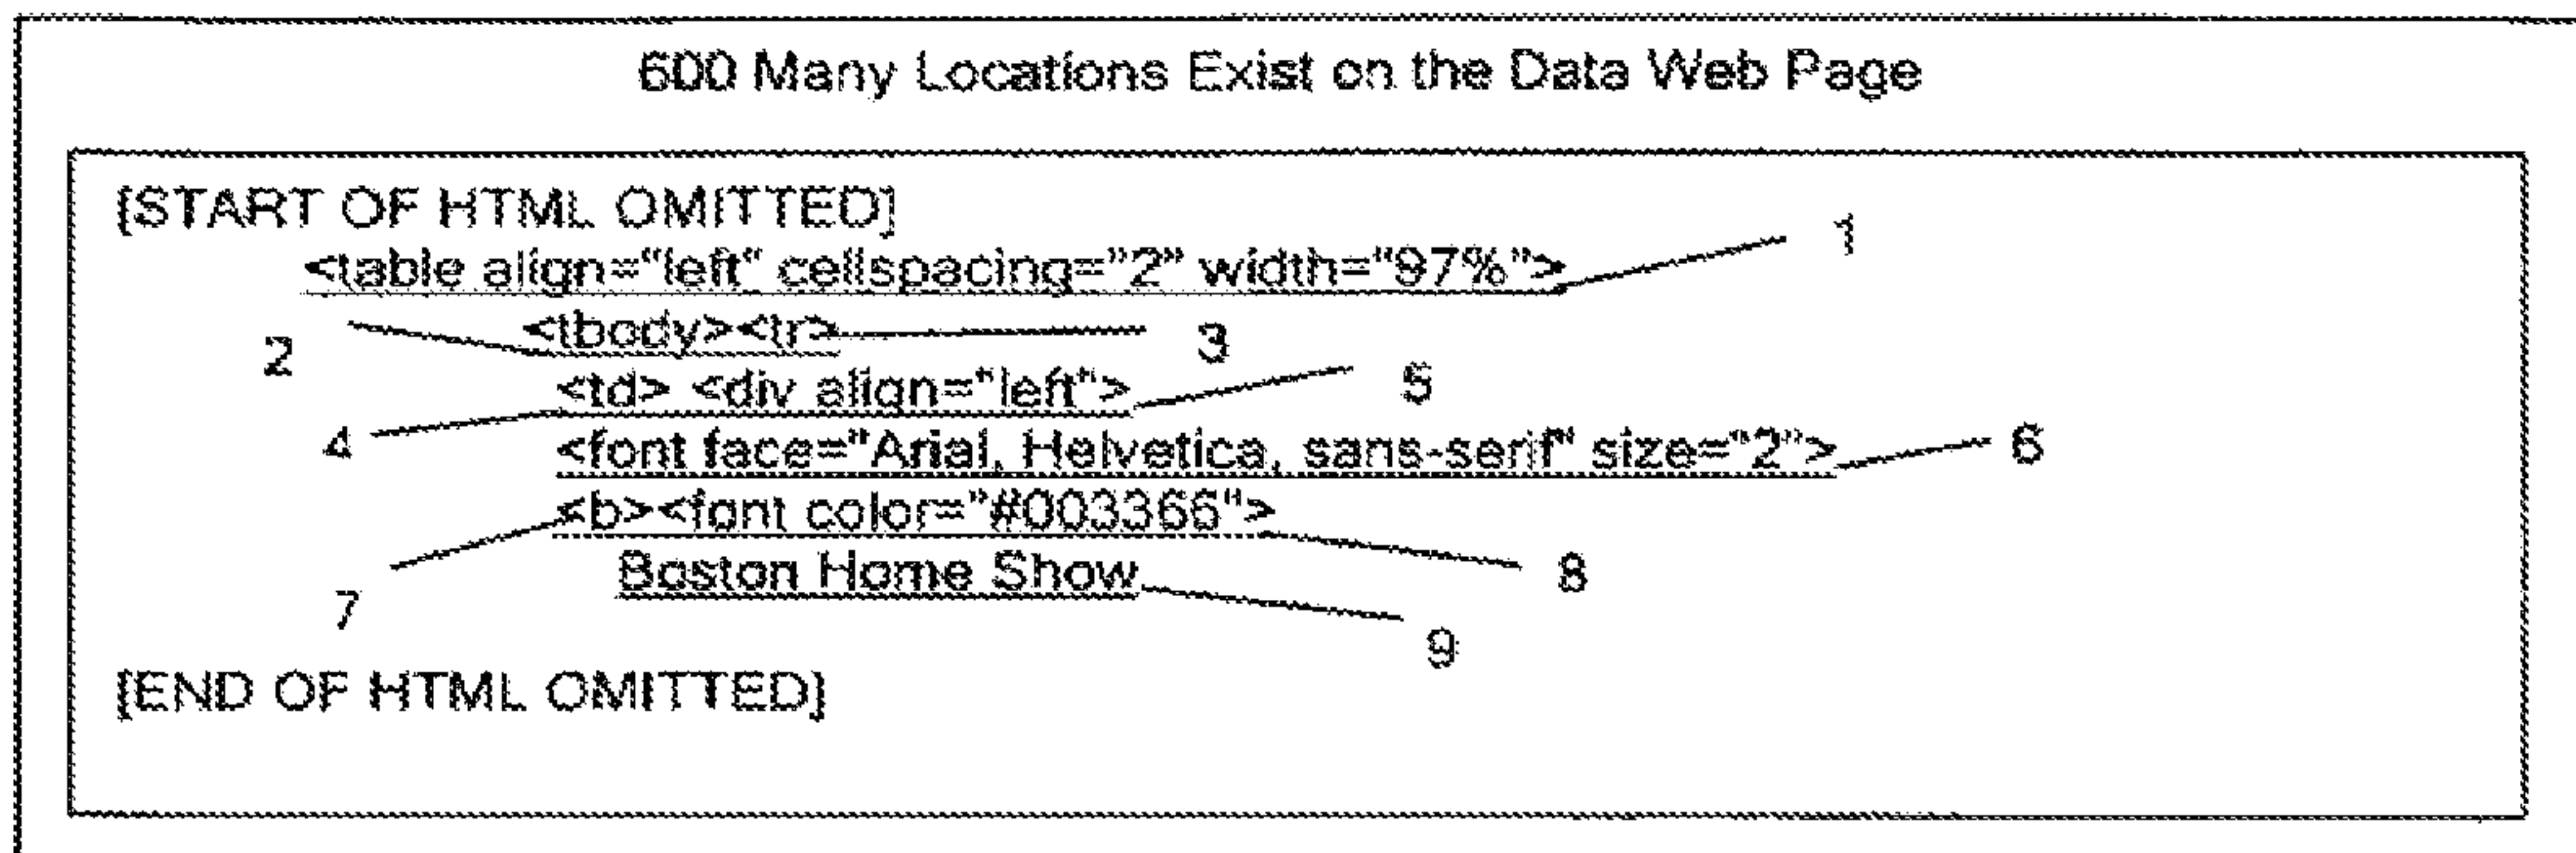 600 Many Locations Exist on the Data Web Page
[START OF HTML OMITTED]
1
<table align="left" cellspacing="2" width="97%">
2
<tbody><tr>
3
<td> <div align="left">
5
4
<font face="Arial, Helvetica, sans-serif" size="2">
6
<b><font color="#003366">
8
Boston Home Show
7
9
[END OF HTML OMITTED]